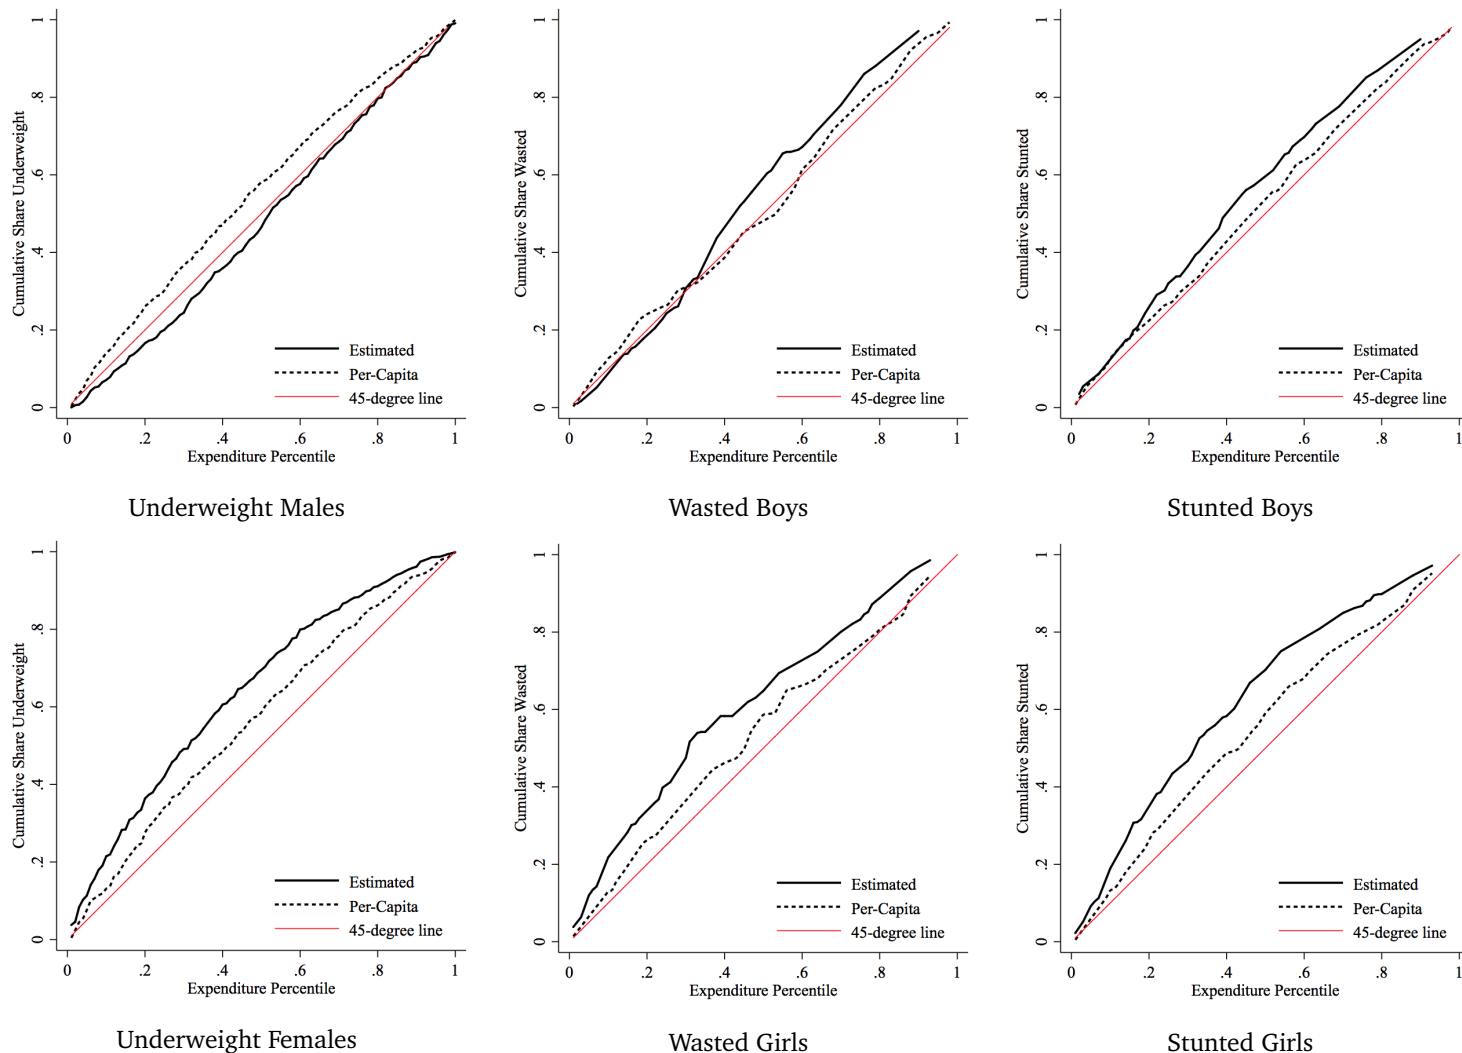 Cumulative Share Underweight
0 .2 .4 .6 .8 1
Estimated
Per-Capita
45-degree line
0 .2 .4 .6 .8 1
Expenditure Percentile
Underweight Males
Cumulative Share Wasted
0 .2 .4 .6 .8 1
Estimated
Per-Capita
45-degree line
0 .2 .4 .6 .8 1
Expenditure Percentile
Wasted Boys
Cumulative Share Stunted
0 .2 .4 .6 .8 1
Estimated
Per-Capita
45-degree line
0 .2 .4 .6 .8 1
Expenditure Percentile
Stunted Boys
Cumulative Share Underweight
0 .2 .4 .6 .8 1
Estimated
Per-Capita
45-degree line
0 .2 .4 .6 .8 1
Expenditure Percentile
Underweight Females
Cumulative Share Wasted
0 .2 .4 .6 .8 1
Estimated
Per-Capita
45-degree line
0 .2 .4 .6 .8 1
Expenditure Percentile
Wasted Girls
Cumulative Share Stunted
0 .2 .4 .6 .8 1
Estimated
Per-Capita
45-degree line
0 .2 .4 .6 .8 1
Expenditure Percentile
Stunted Girls